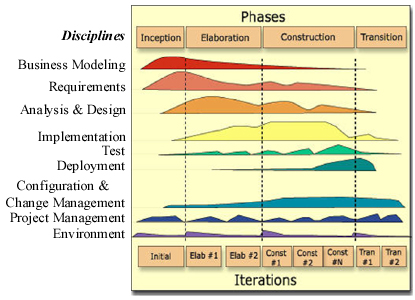 Phases
Disciplines
Inception Elaboration Construction Transition
Business Modeling
Requirements
Analysis & Design
Implementation
Test
Deployment
Configuration &
Change Management
Project Management
Environment
Initial Elab #1 Elab #2 Const #1 Const #2 Const #N Tran #1 Tran #2
Iterations